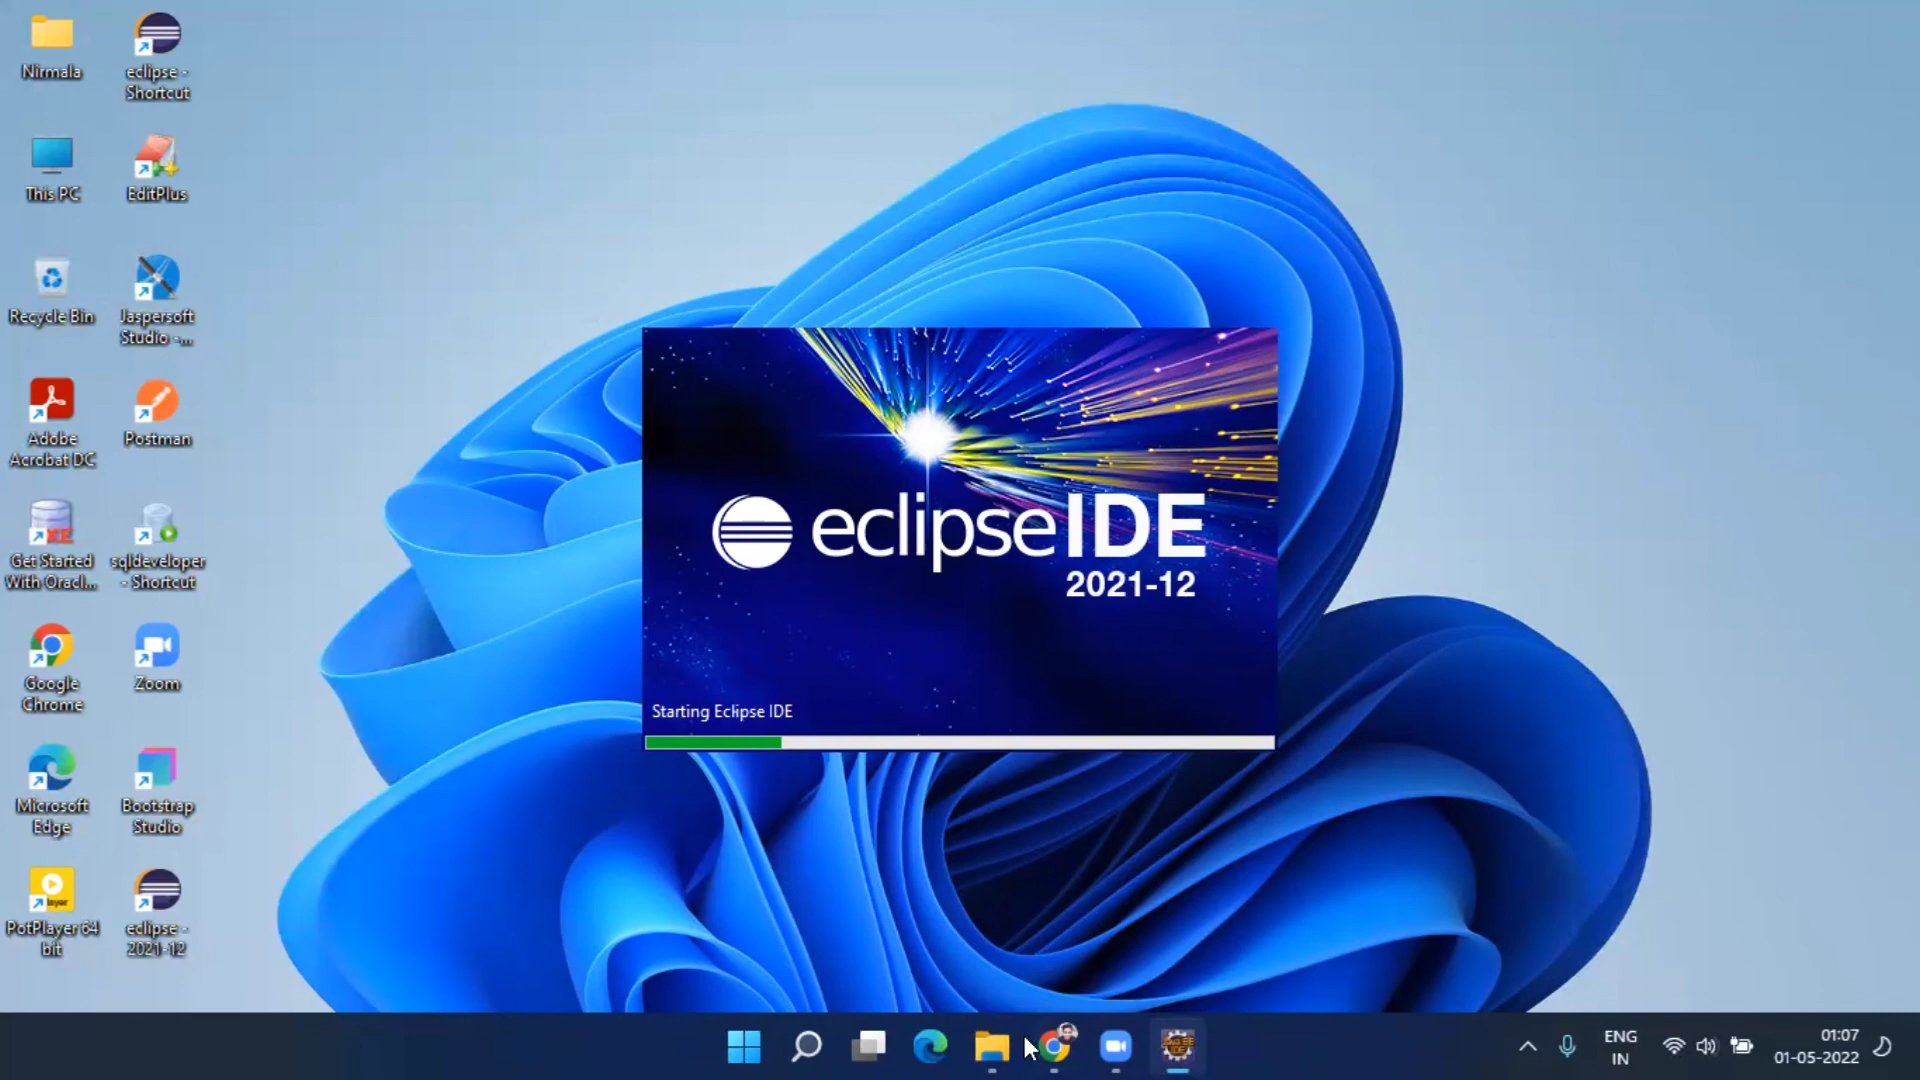 Nirmala
eclipse -
Shortcut
This PC
EditPlus
Recycle Bin
Jaspersoft
Studio -...
Adobe
Acrobat DC
Postman
Get Started
With Oracl...
sqldeveloper
- Shortcut
Google
Chrome
Zoom
Microsoft
Edge
Bootstrap
Studio
PotPlayer 64
bit
eclipse -
2021-12
eclipse IDE
2021-12
Starting Eclipse IDE
ENG
IN
01:07
01-05-2022